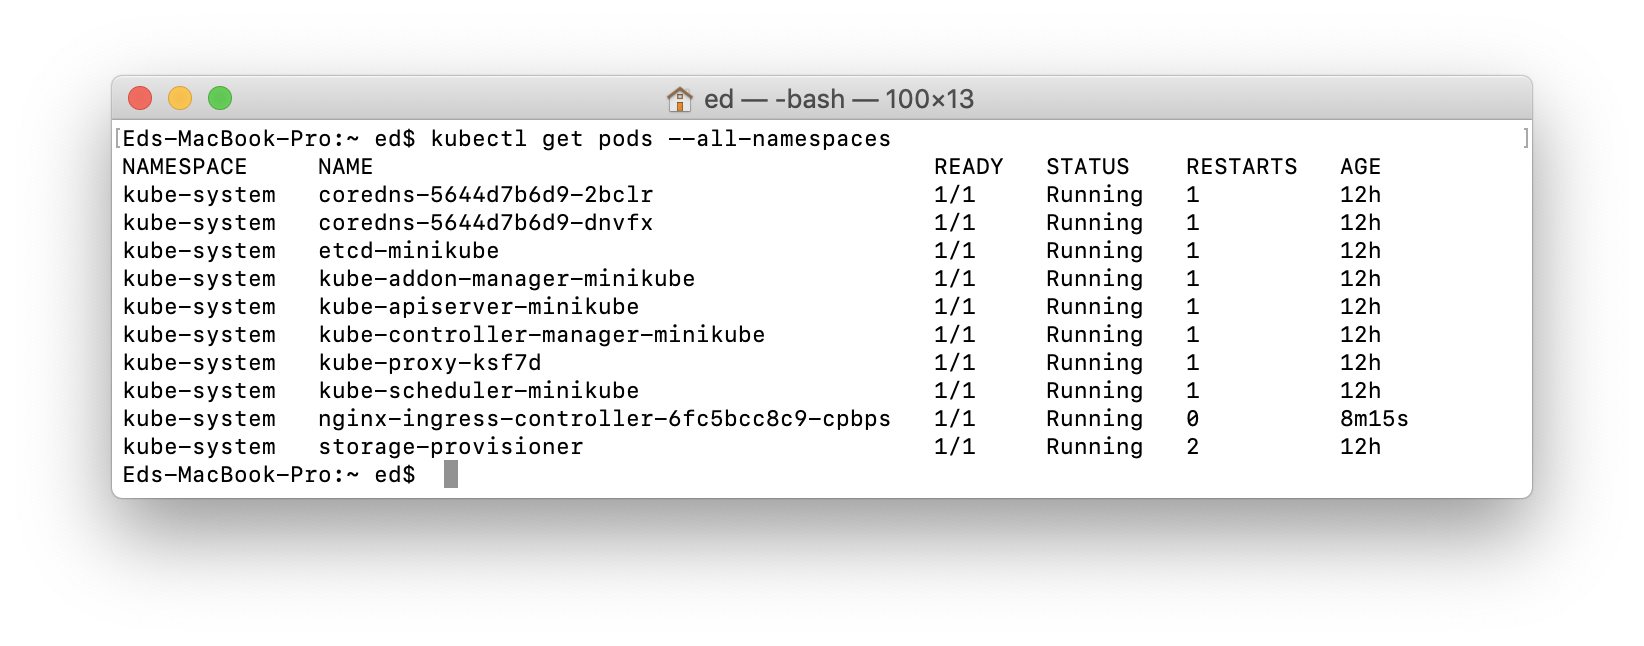 ed — -bash — 100×13
[Eds-MacBook-Pro:~ ed$ kubectl get pods --all-namespaces ]
NAMESPACE NAME READY STATUS RESTARTS AGE
kube-system coredns-5644d7b6d9-2bclr 1/1 Running 1 12h
kube-system coredns-5644d7b6d9-dnvfx 1/1 Running 1 12h
kube-system etcd-minikube 1/1 Running 1 12h
kube-system kube-addon-manager-minikube 1/1 Running 1 12h
kube-system kube-apiserver-minikube 1/1 Running 1 12h
kube-system kube-controller-manager-minikube 1/1 Running 1 12h
kube-system kube-proxy-ksf7d 1/1 Running 1 12h
kube-system kube-scheduler-minikube 1/1 Running 1 12h
kube-system nginx-ingress-controller-6fc5bcc8c9-cpbps 1/1 Running 0 8m15s
kube-system storage-provisioner 1/1 Running 2 12h
Eds-MacBook-Pro:~ ed$